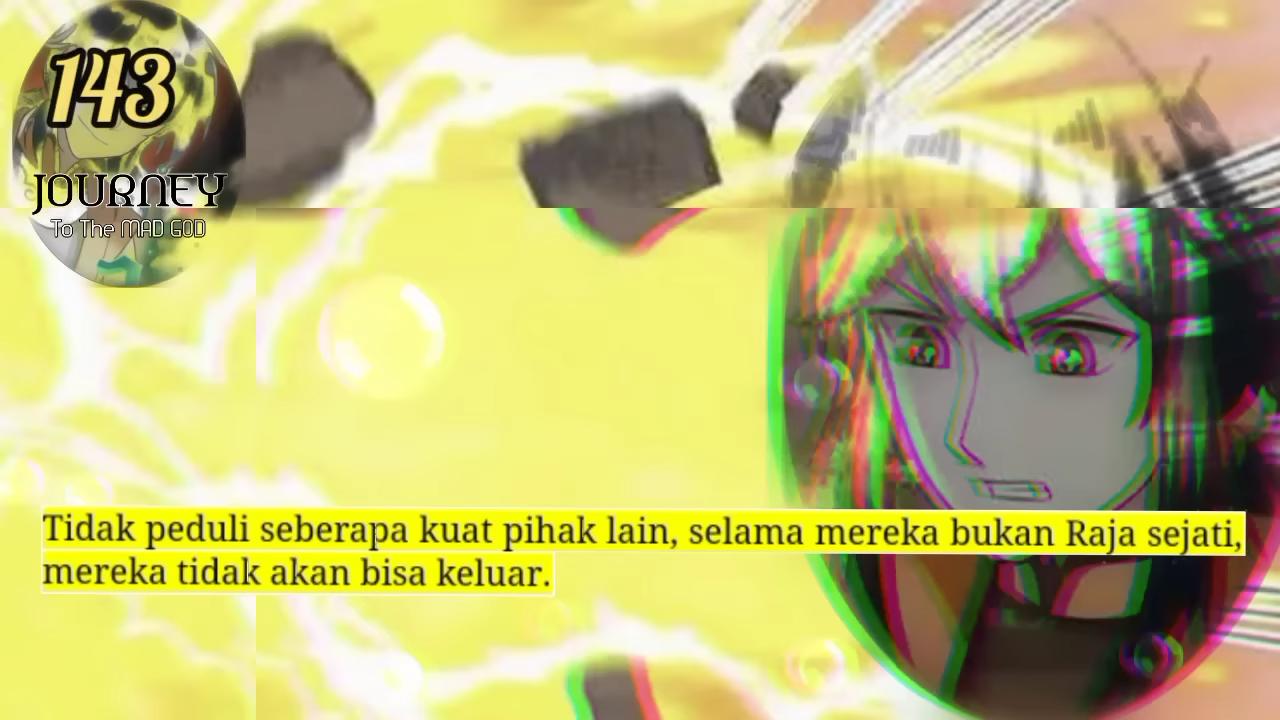 143
JOURNEY
To The MAD GOD
Tidak peduli seberapa kuat pihak lain, selama mereka bukan Raja sejati,
mereka tidak akan bisa keluar.